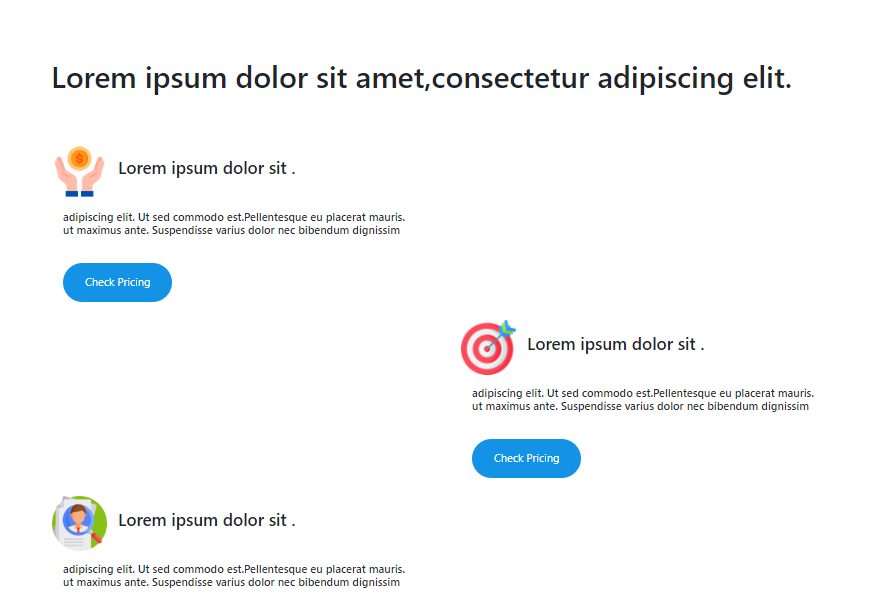 Lorem ipsum dolor sit amet,consectetur adipiscing elit.
Lorem ipsum dolor sit .
adipiscing elit. Ut sed commodo est.Pellentesque eu placerat mauris.
ut maximus ante. Suspendisse varius dolor nec bibendum dignissim
Check Pricing
Lorem ipsum dolor sit .
adipiscing elit. Ut sed commodo est.Pellentesque eu placerat mauris.
ut maximus ante. Suspendisse varius dolor nec bibendum dignissim
Check Pricing
Lorem ipsum dolor sit .
adipiscing elit. Ut sed commodo est.Pellentesque eu placerat mauris.
ut maximus ante. Suspendisse varius dolor nec bibendum dignissim